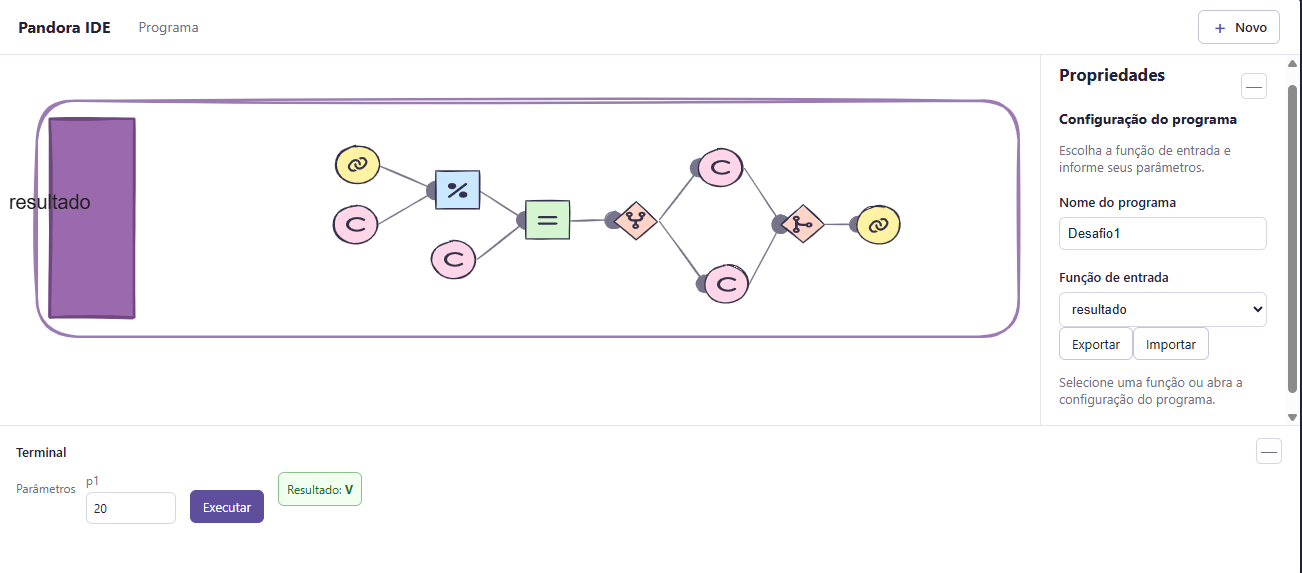 Pandora IDE
Programa
+ Novo
Propriedades
Configuração do programa
Escolha a função de entrada e
informe seus parâmetros.
Nome do programa
Desafio1
Função de entrada
resultado
Exportar
Importar
Selecione uma função ou abra a
configuração do programa.
resultado
%
C
C
=
C
C
Terminal
Parâmetros
p1
20
Executar
Resultado: V